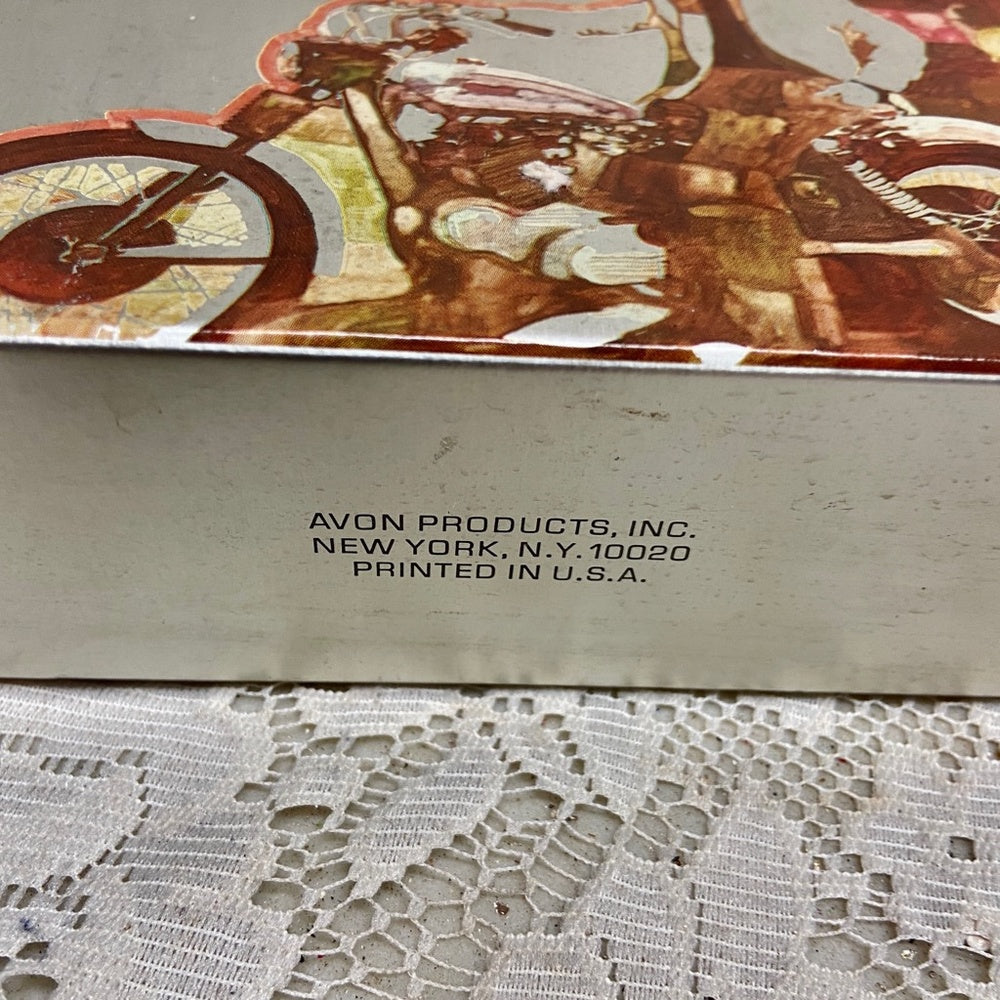 AVON PRODUCTS, INC.
NEW YORK, N.Y. 10020
PRINTED IN U.S.A.